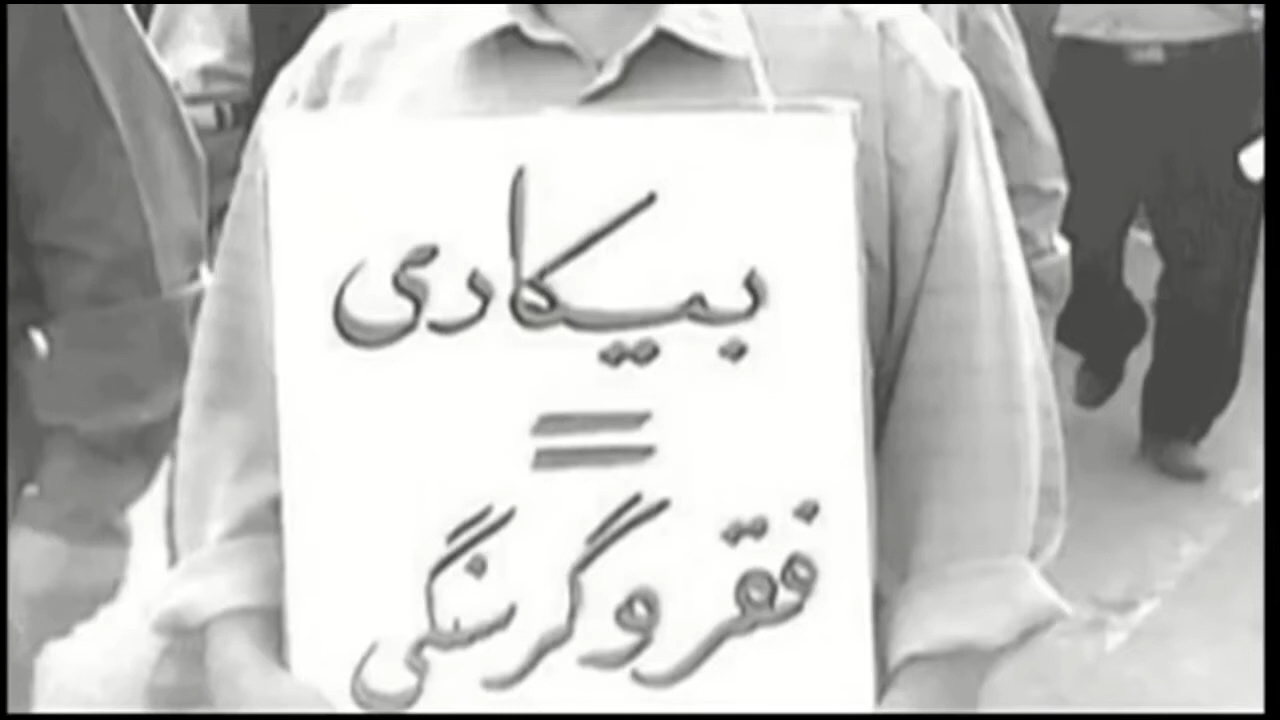 بیکاری
=
فقر و گرسنگی